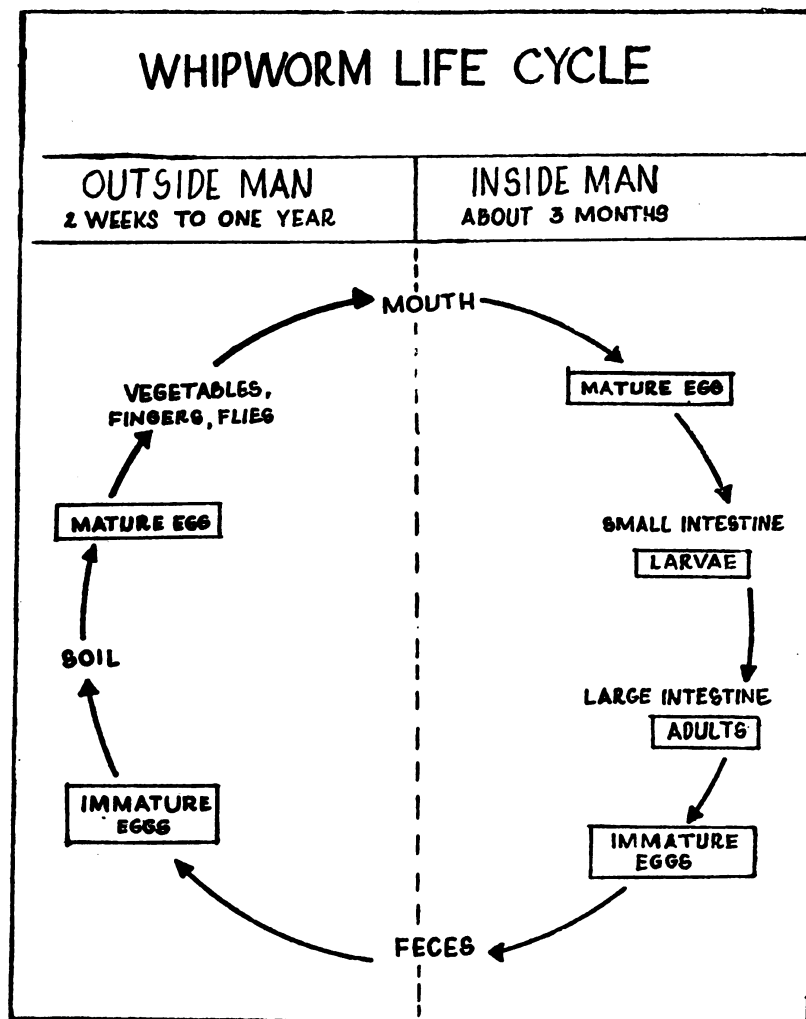 WHIPWORM LIFE CYCLE
OUTSIDE MAN
2 WEEKS TO ONE YEAR
INSIDE MAN
ABOUT 3 MONTHS
MOUTH
VEGETABLES,
FINGERS, FLIES
MATURE EGG
SOIL
IMMATURE
EGGS
MATURE EGG
SMALL INTESTINE
LARVAE
LARGE INTESTINE
ADULTS
IMMATURE
EGGS
FECES